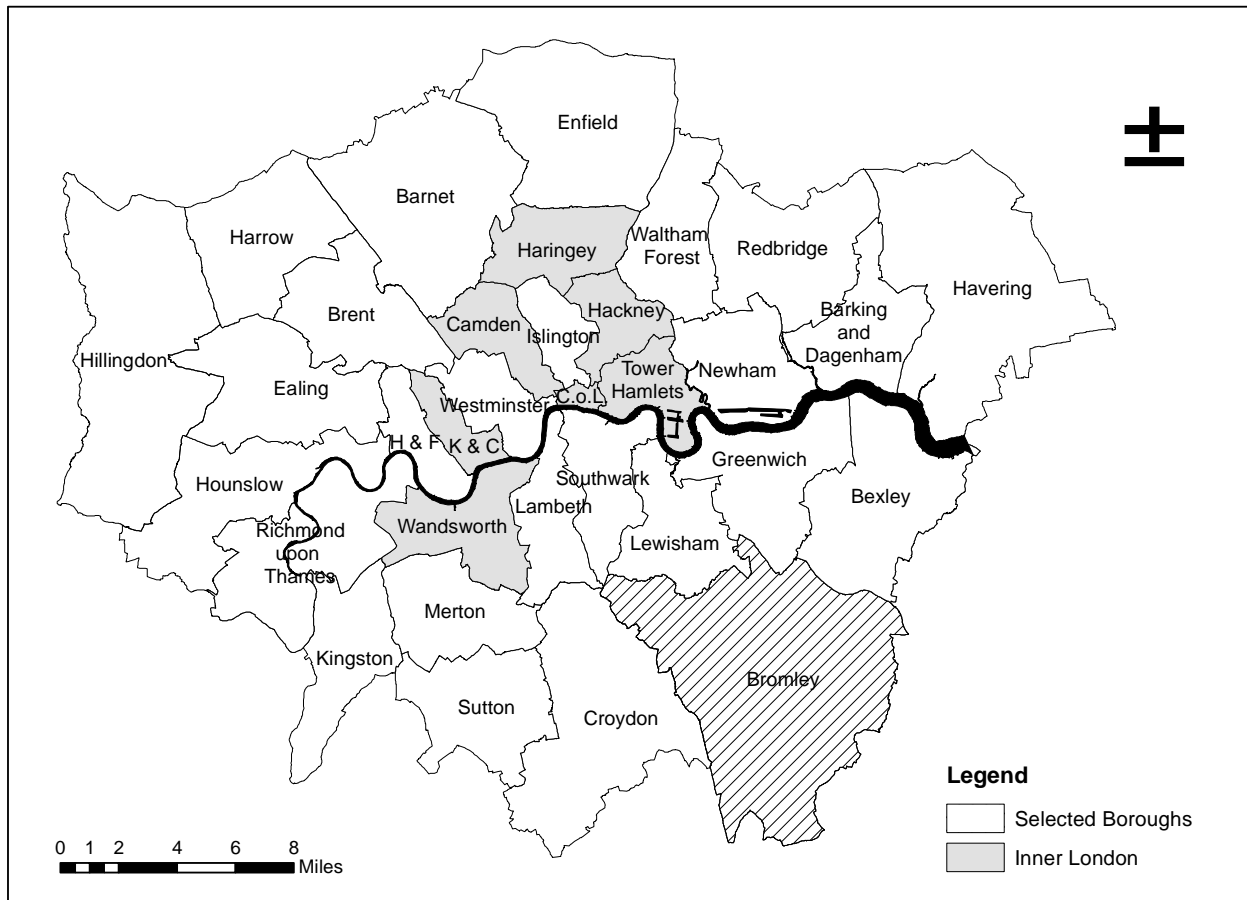 Enfield
Barnet
Harrow
Haringey
Waltham
Forest
Redbridge
Havering
Hillingdon
Brent
Camden
Islington
Hackney
Barking
and
Dagenham
Ealing
Westminster
C.o.L
Tower
Hamlets
Newham
H & F
K & C
Hounslow
Richmond
upon
Thames
Wandsworth
Lambeth
Southwark
Lewisham
Greenwich
Bexley
Merton
Kingston
Sutton
Croydon
Bromley
Legend
Selected Boroughs
Inner London
0 1 2 4 6 8
Miles